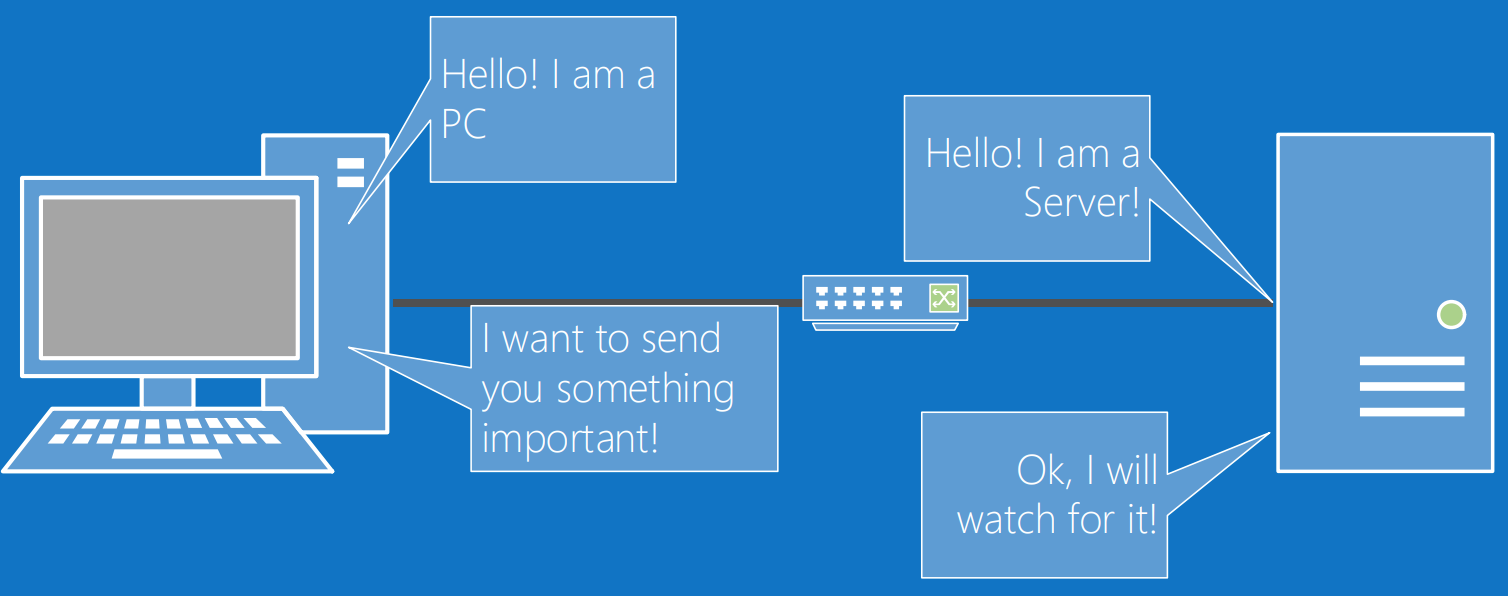 Hello! I am a
PC
Hello! I am a
Server!
I want to send
you something
important!
Ok, I will
watch for it!